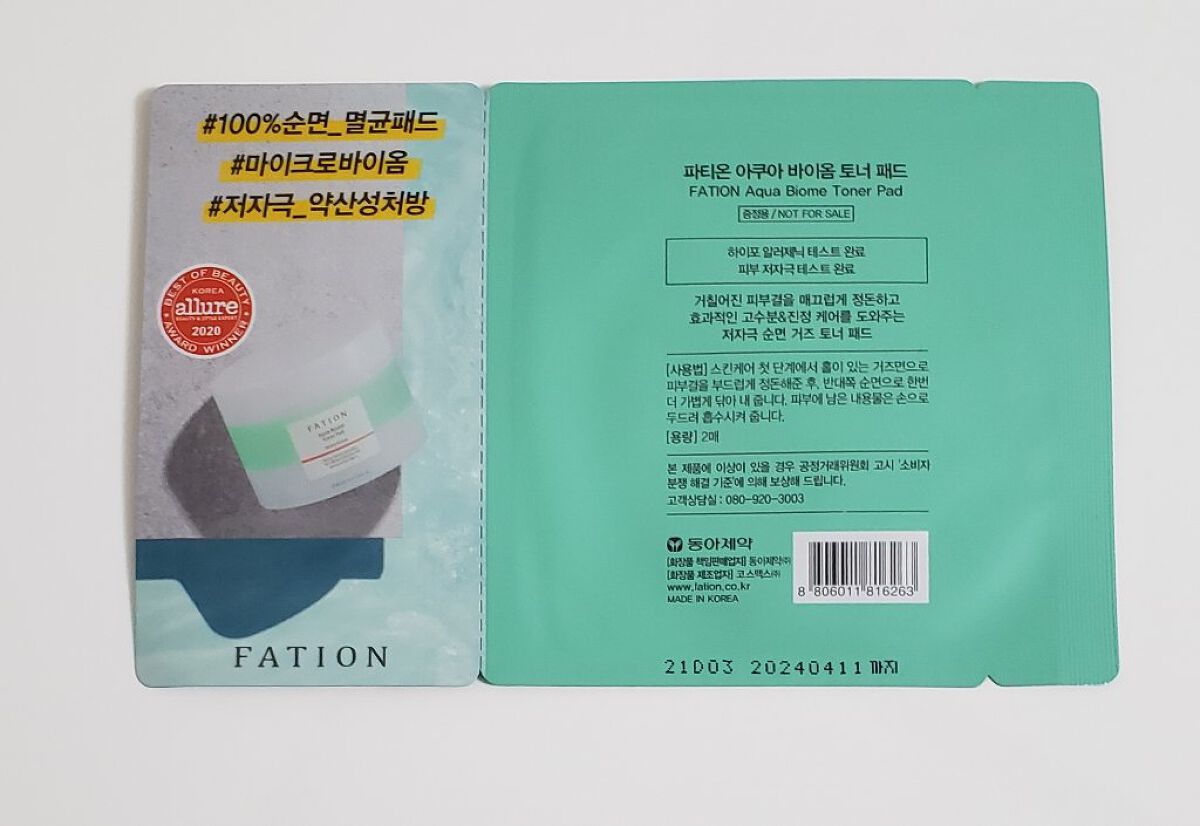 #100%순면_멸균패드
#마이크로바이옴
#저자극_약산성처방
BEST OF BEAUTY
KOREA
allure
BEAUTY & STYLE EXPERT
2020
AWARD WINNER
FATION
Toner Pad
FATION
파티온 아쿠아 바이옴 토너 패드
FATION Aqua Biome Toner Pad
증정용 / NOT FOR SALE
하이포 알러제닉 테스트 완료
피부 저자극 테스트 완료
거칠어진 피부결을 매끄럽게 정돈하고
효과적인 고수분&진정 케어를 도와주는
저자극 순면 거즈 토너 패드
[사용법] 스킨케어 첫 단계에서 홈이 있는 거즈면으로
피부결을 부드럽게 정돈해준 후, 반대쪽 순면으로 한번
더 가볍게 닦아 내 줍니다. 피부에 남은 내용물은 손으로
두드려 흡수시켜 줍니다.
[용량] 2매
본 제품에 이상이 있을 경우 공정거래위원회 고시 '소비자
분쟁 해결 기준'에 의해 보상해 드립니다.
고객상담실 : 080-920-3003
동아제약
[화장품 책임판매업자] 동아제약㈜
[화장품 제조업자] 코스맥스㈜
www.fation.co.kr
MADE IN KOREA
8 806011 816263
21D03 20240411 까지